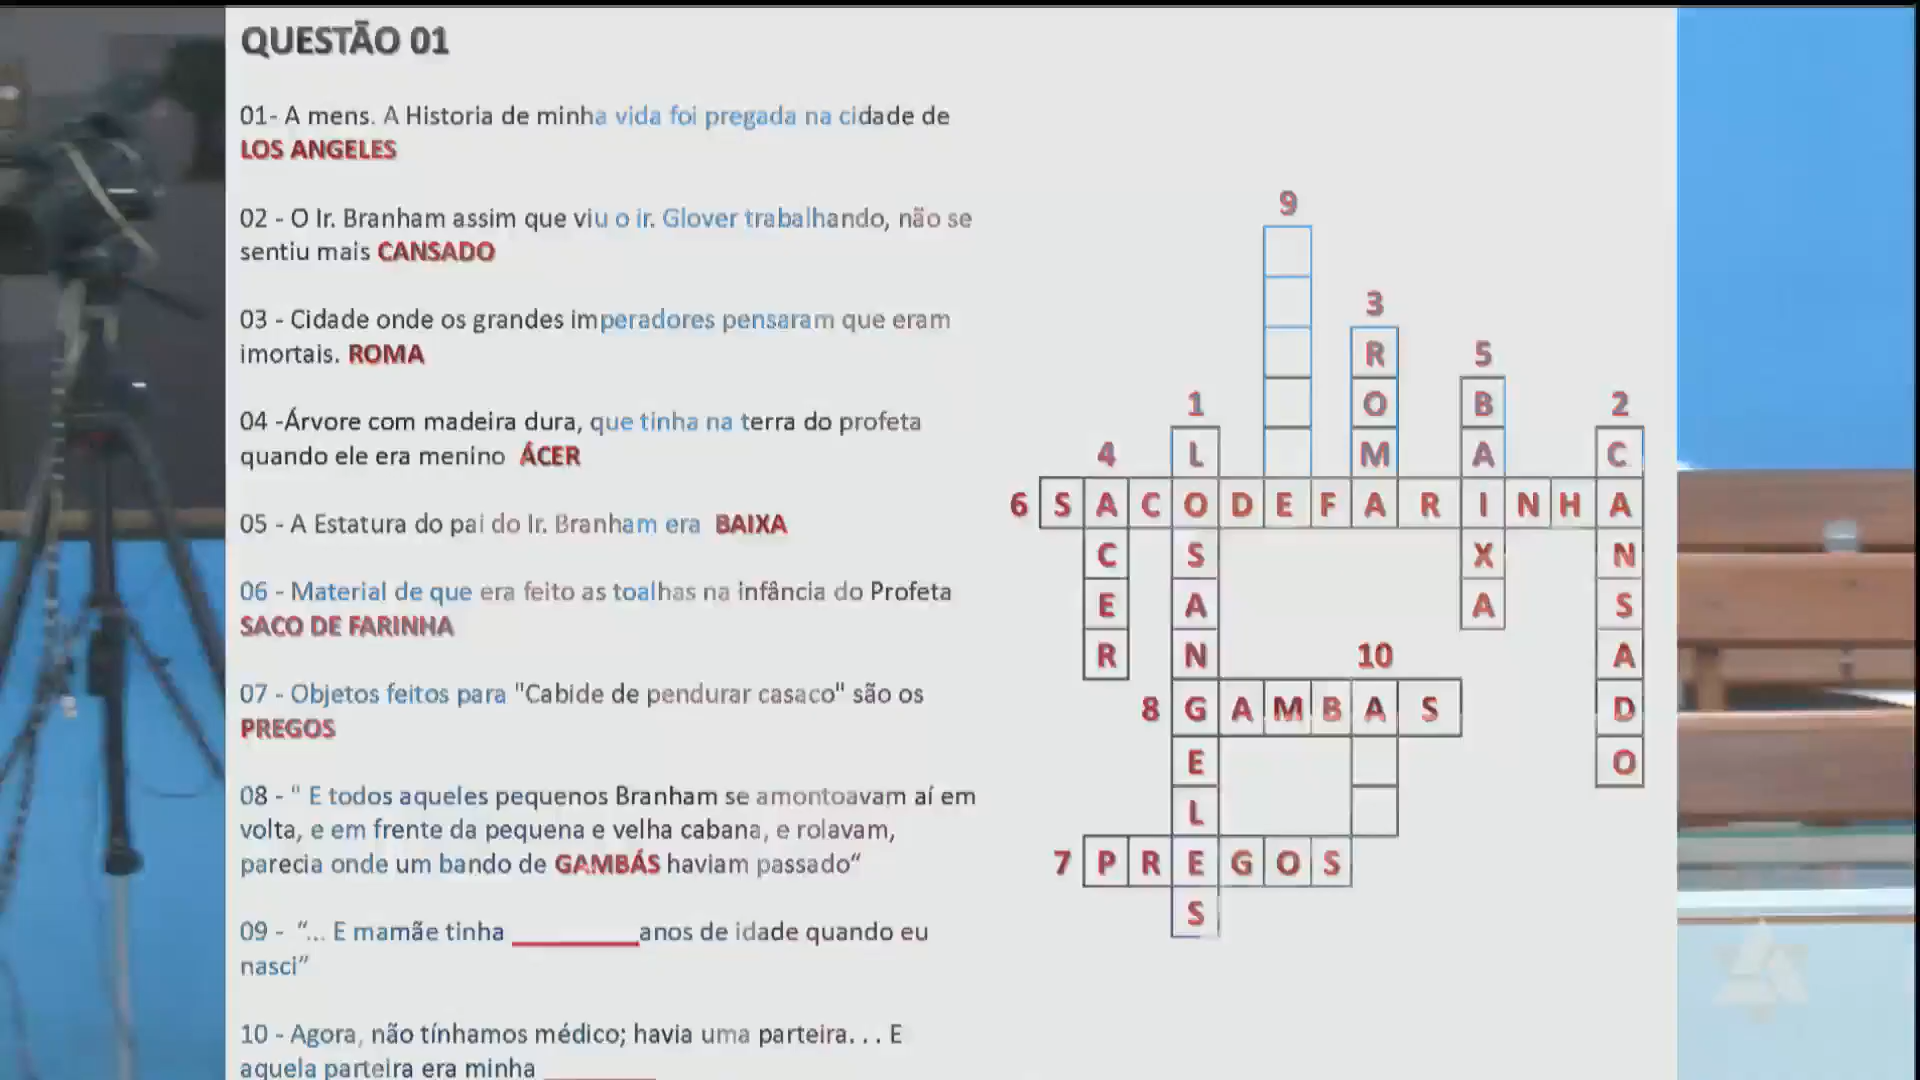 QUESTÃO 01
01- A mens. A Historia de minha vida foi pregada na cidade de
LOS ANGELES
02 - O Ir. Branham assim que viu o ir. Glover trabalhando, não se
sentiu mais CANSADO
03 - Cidade onde os grandes imperadores pensaram que eram
imortais. ROMA
04 -Árvore com madeira dura, que tinha na terra do profeta
quando ele era menino ÁCER
05 - A Estatura do pai do Ir. Branham era BAIXA
06 - Material de que era feito as toalhas na infância do Profeta
SACO DE FARINHA
07 - Objetos feitos para "Cabide de pendurar casaco" são os
PREGOS
08 - " E todos aqueles pequenos Branham se amontoavam aí em
volta, e em frente da pequena e velha cabana, e rolavam,
parecia onde um bando de GAMBÁS haviam passado“
09 - “... E mamãe tinha _________anos de idade quando eu
nasci”
10 - Agora, não tínhamos médico; havia uma parteira. . . E
aquela parteira era minha ________
9
3
R 5
1 O B 2
4 L M A C
6 S A C O D E F A R I N H A
C S X N
E A A S
R N 10 A
8 G A M B A S D
E O
L
7 P R E G O S
S